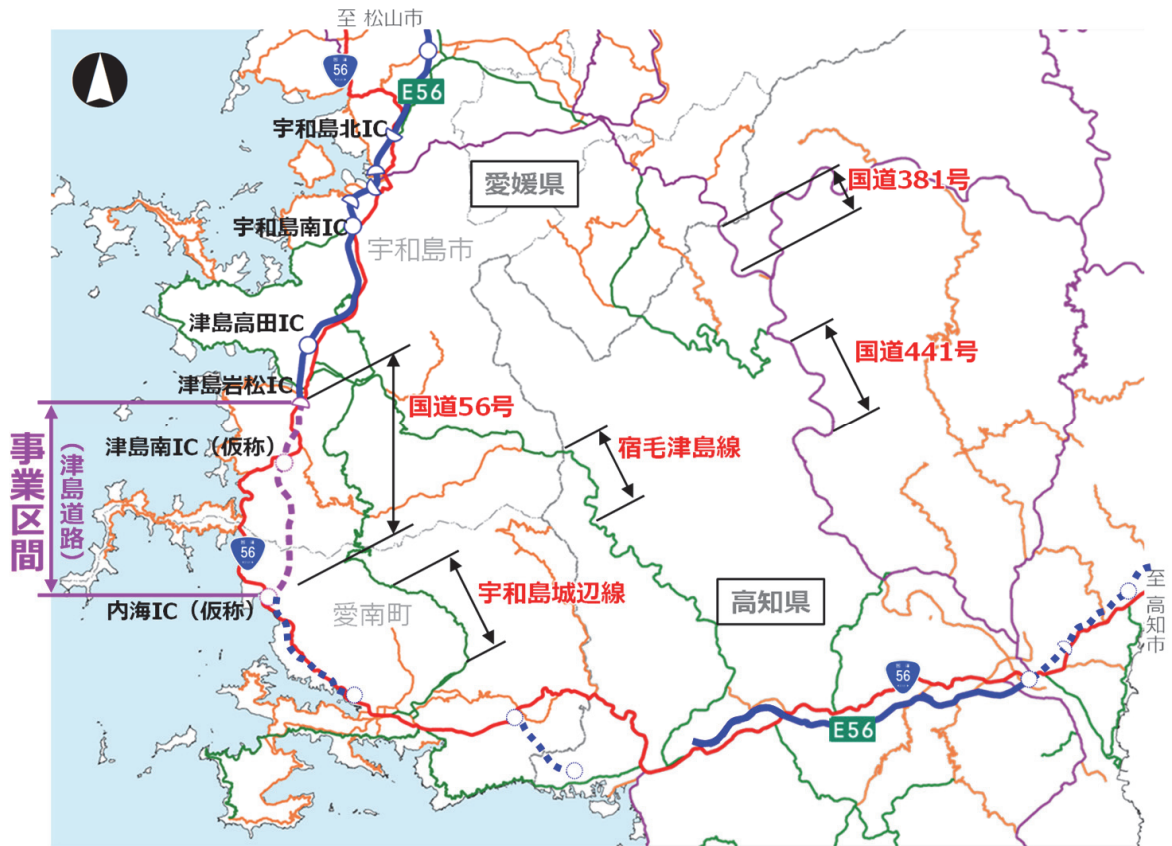 至 松山市
56
E56
宇和島北IC
愛媛県
国道381号
宇和島南IC
宇和島市
津島高田IC
国道441号
津島岩松IC
国道56号
津島南IC（仮称）
宿毛津島線
事業区間
（津島道路）
56
宇和島城辺線
内海IC（仮称）
愛南町
高知県
至 高知市
56
E56